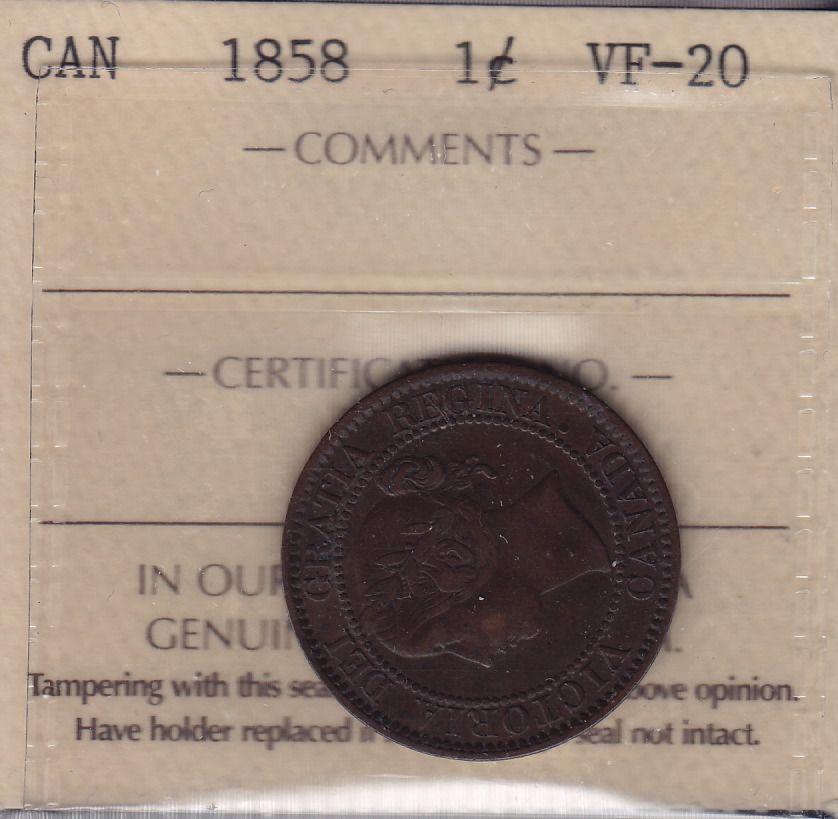 CAN 1858 1¢ VF-20
— COMMENTS —
— CERTIFIC O. —
IN OUR A
GENUIN .
Tampering with this sea bove opinion.
Have holder replaced if seal not intact.
VICTORIA DEI GRATIA REGINA. CANADA